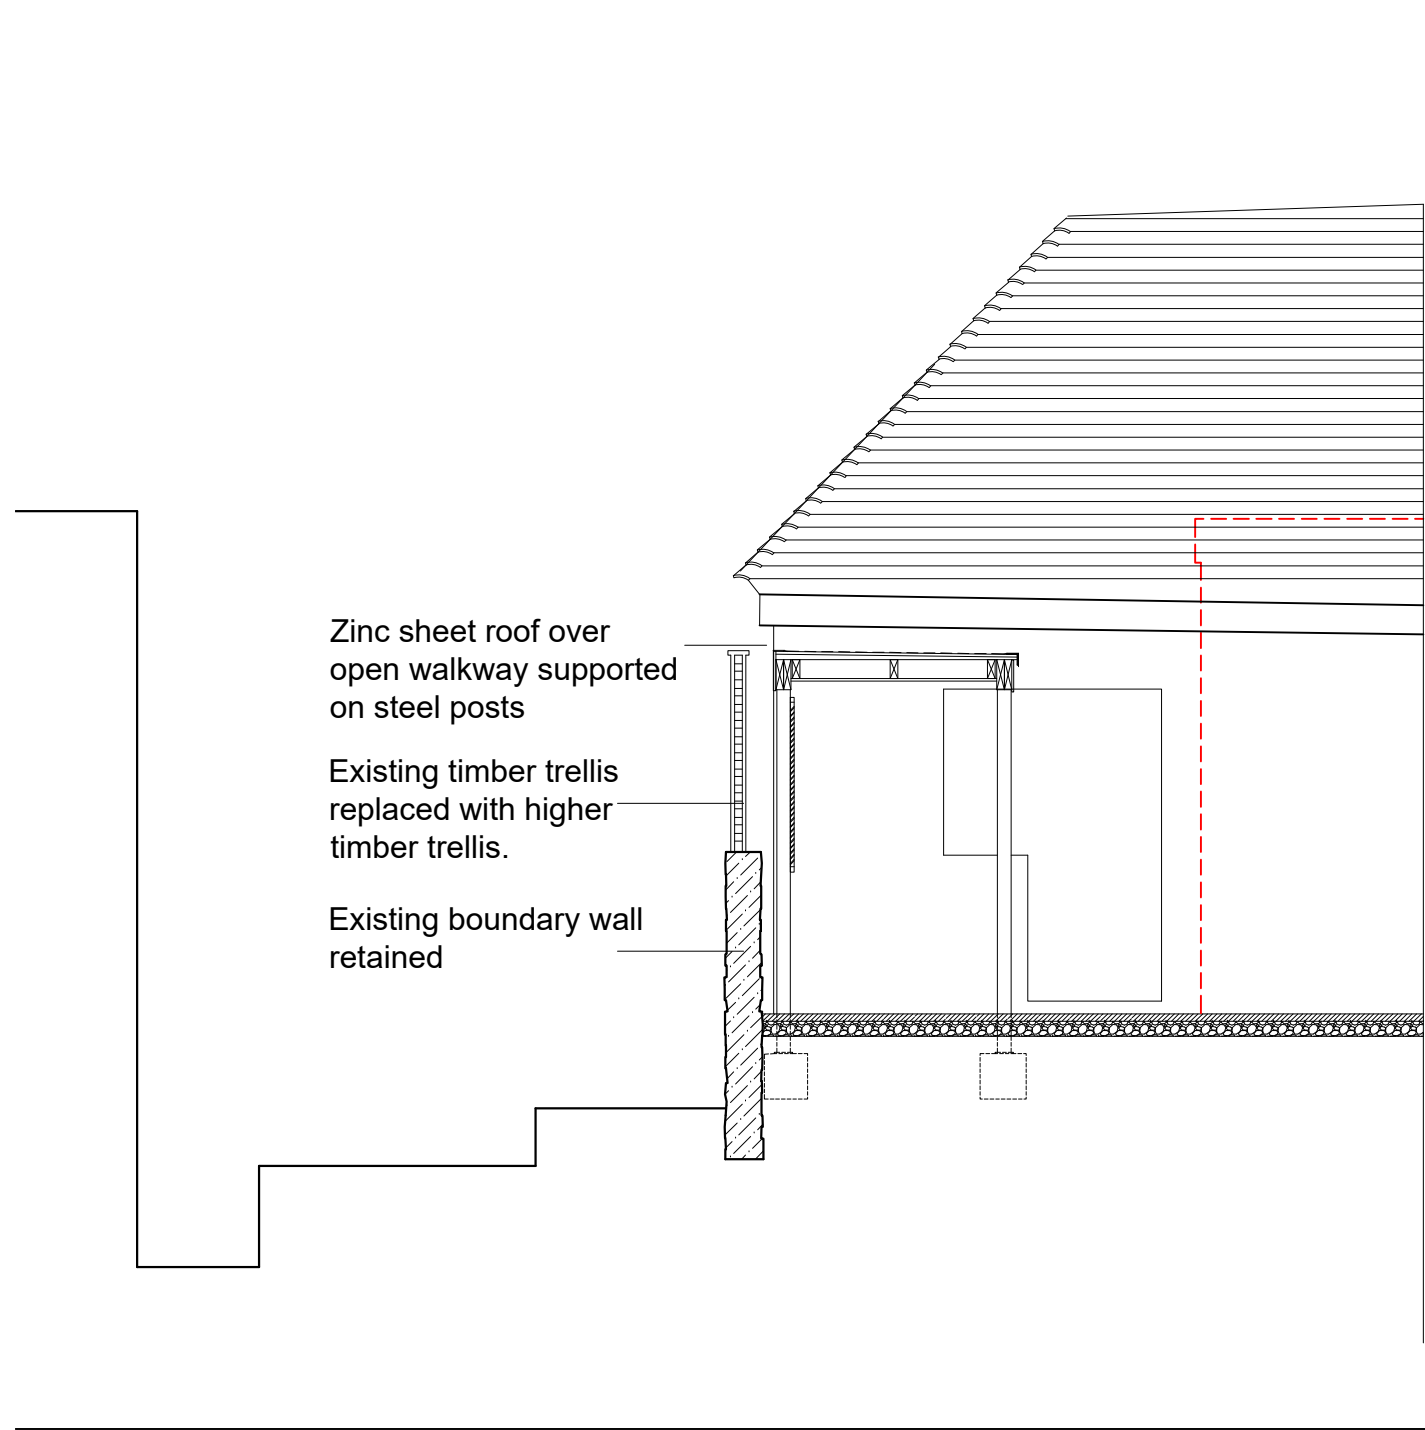 Zinc sheet roof over
open walkway supported
on steel posts
Existing timber trellis
replaced with higher
timber trellis.
Existing boundary wall
retained